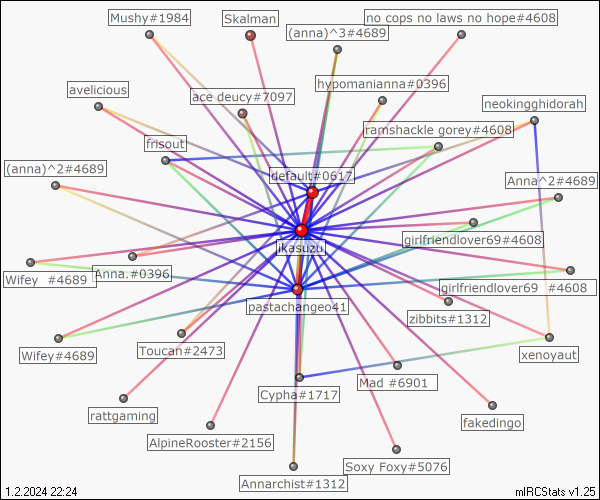 Mushy#1984
Skalman
(anna)^3#4689
no cops no laws no hope#4608
avelicious
ace deucy#7097
hypomanianna#0396
neokingghidorah
frisout
ramshackle gorey#4608
(anna)^2#4689
default#0617
Anna^2#4689
jkasuzu
girlfriendlover69#4608
Wifey  #4689
Anna.#0396
girlfriendlover69  #4608
pastachangeo41
zibbits#1312
Wifey#4689
Toucan#2473
xenoyaut
Cypha#1717
Mad #6901
rattgaming
fakedingo
AlpineRooster#2156
Soxy Foxy#5076
Annarchist#1312
1.2.2024 22:24
mIRCStats v1.25